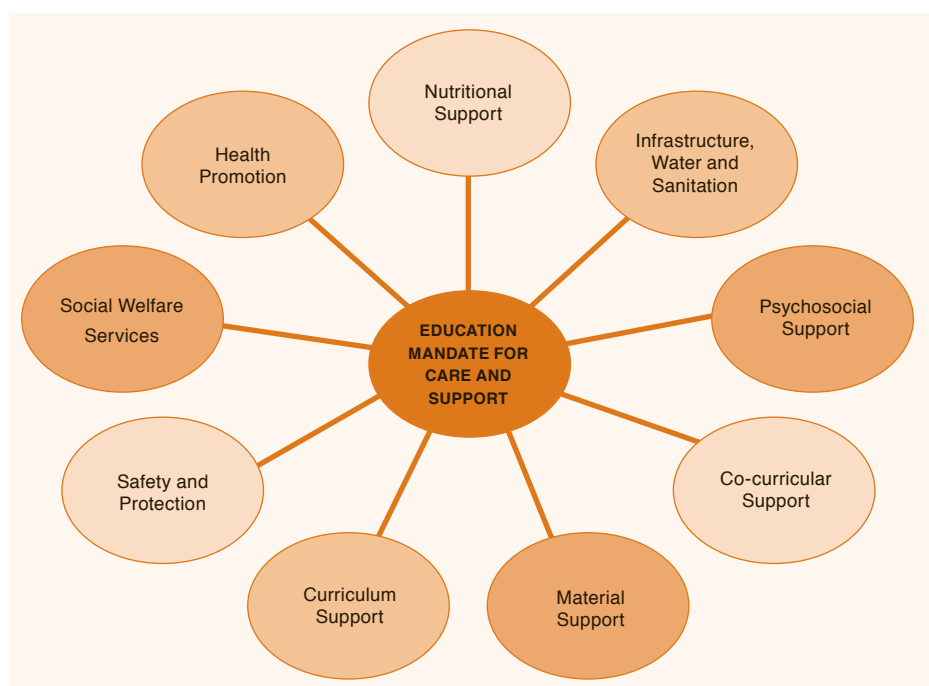 Nutritional
Support
Infrastructure,
Water and
Sanitation
Psychosocial
Support
Co-curricular
Support
Material
Support
Curriculum
Support
Safety and
Protection
Social Welfare
Services
Health
Promotion
EDUCATION
MANDATE FOR
CARE AND
SUPPORT